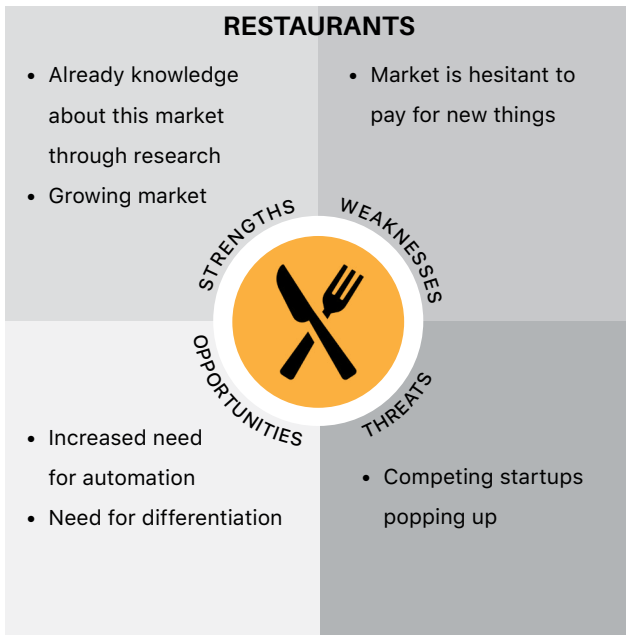 RESTAURANTS
• Already knowledge
about this market
through research
• Growing market
• Market is hesitant to
pay for new things
STRENGTHS
WEAKNESSES
OPPORTUNITIES
THREATS
• Increased need
for automation
• Need for differentiation
• Competing startups
popping up